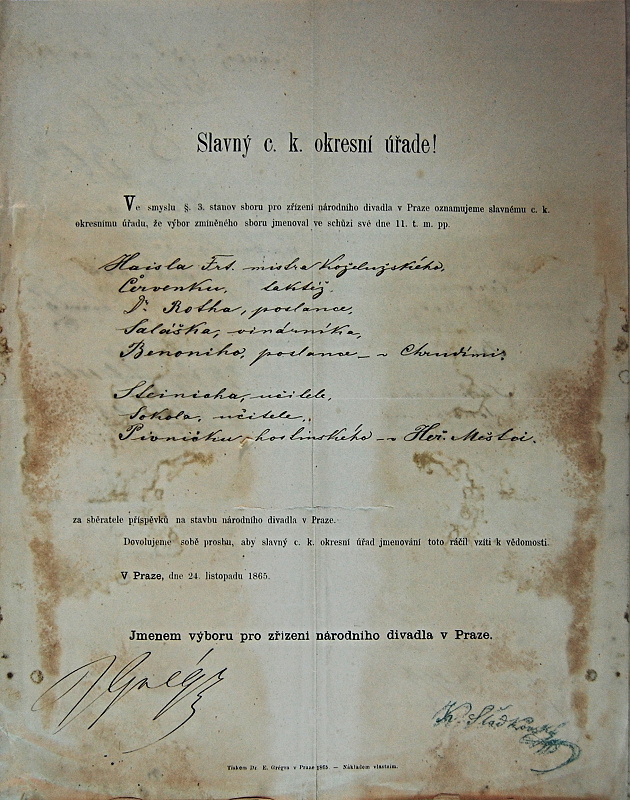 Slavný c. k. okresní úřade!
Ve smyslu §. 3. stanov sboru pro zřízení národního divadla v Praze oznamujeme slavnému c. k.
okresnímu úřadu, že výbor zmíněného sboru jmenoval ve schůzi své dne 11. t. m. pp.
Haisla Frt. mistra koželužského,
Červenku, taktéž.
Dr. Rotha, poslance,
Saláška, vinárníka,
Benoniho, poslance – v Chrudimi.
Steinicha, učitele,
Sokola, učitele,
Pivničku, hostinského – v Heř. Městci.
za sběratele příspěvků na stavbu národního divadla v Praze.
Dovolujeme sobě prosbu, aby slavný c. k. okresní úřad jmenování toto ráčil vzíti k vědomosti.
V Praze, dne 24. listopadu 1865.
Jmenem výboru pro zřízení národního divadla v Praze.
K. Sladkovský
Tiskem Dr. E. Grégra v Praze 1865. — Nákladem vlastním.